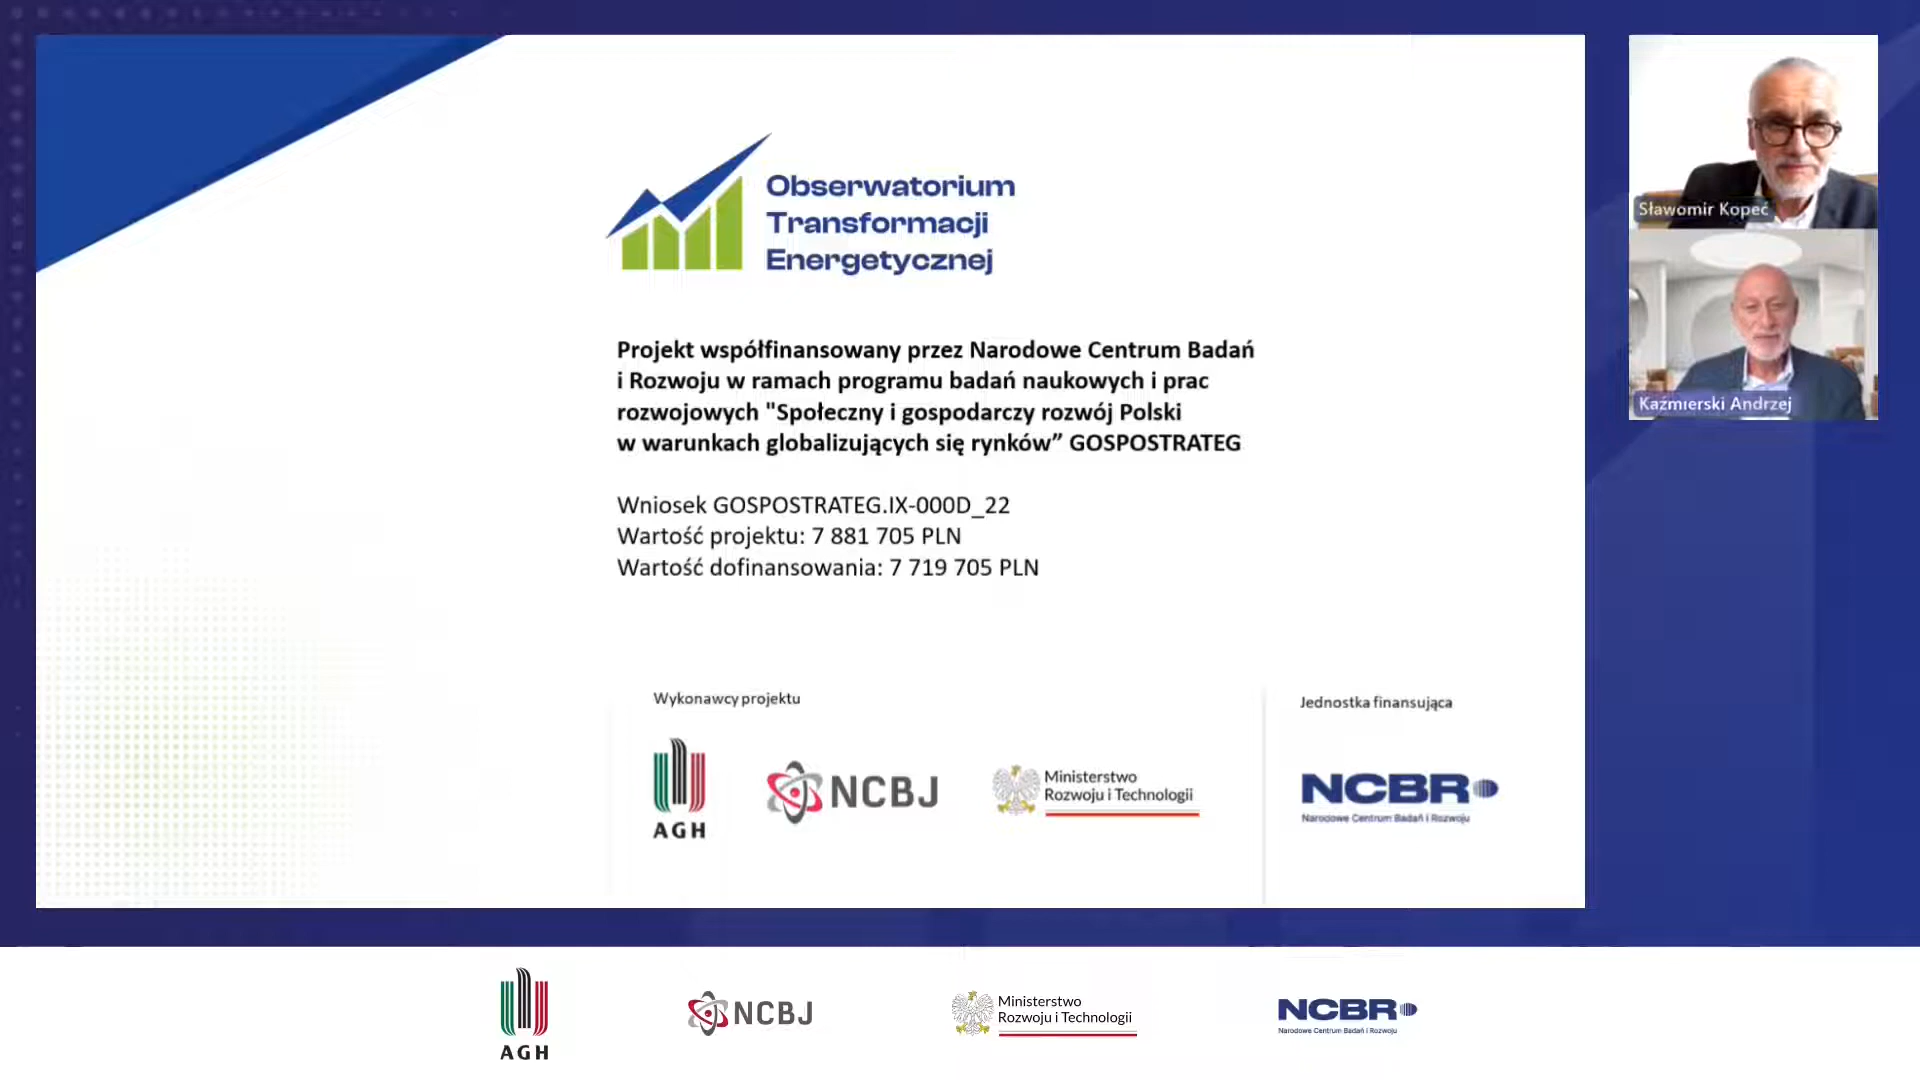 Obserwatorium
Transformacji
Energetycznej
Projekt współfinansowany przez Narodowe Centrum Badań
i Rozwoju w ramach programu badań naukowych i prac
rozwojowych "Społeczny i gospodarczy rozwój Polski
w warunkach globalizujących się rynków” GOSPOSTRATEG
Wniosek GOSPOSTRATEG.IX-000D_22
Wartość projektu: 7 881 705 PLN
Wartość dofinansowania: 7 719 705 PLN
Wykonawcy projektu
AGH
NCBJ
Ministerstwo
Rozwoju i Technologii
Jednostka finansująca
NCBR
Narodowe Centrum Badań i Rozwoju
Sławomir Kopeć
Kaźmierski Andrzej
AGH
NCBJ
Ministerstwo
Rozwoju i Technologii
NCBR
Narodowe Centrum Badań i Rozwoju